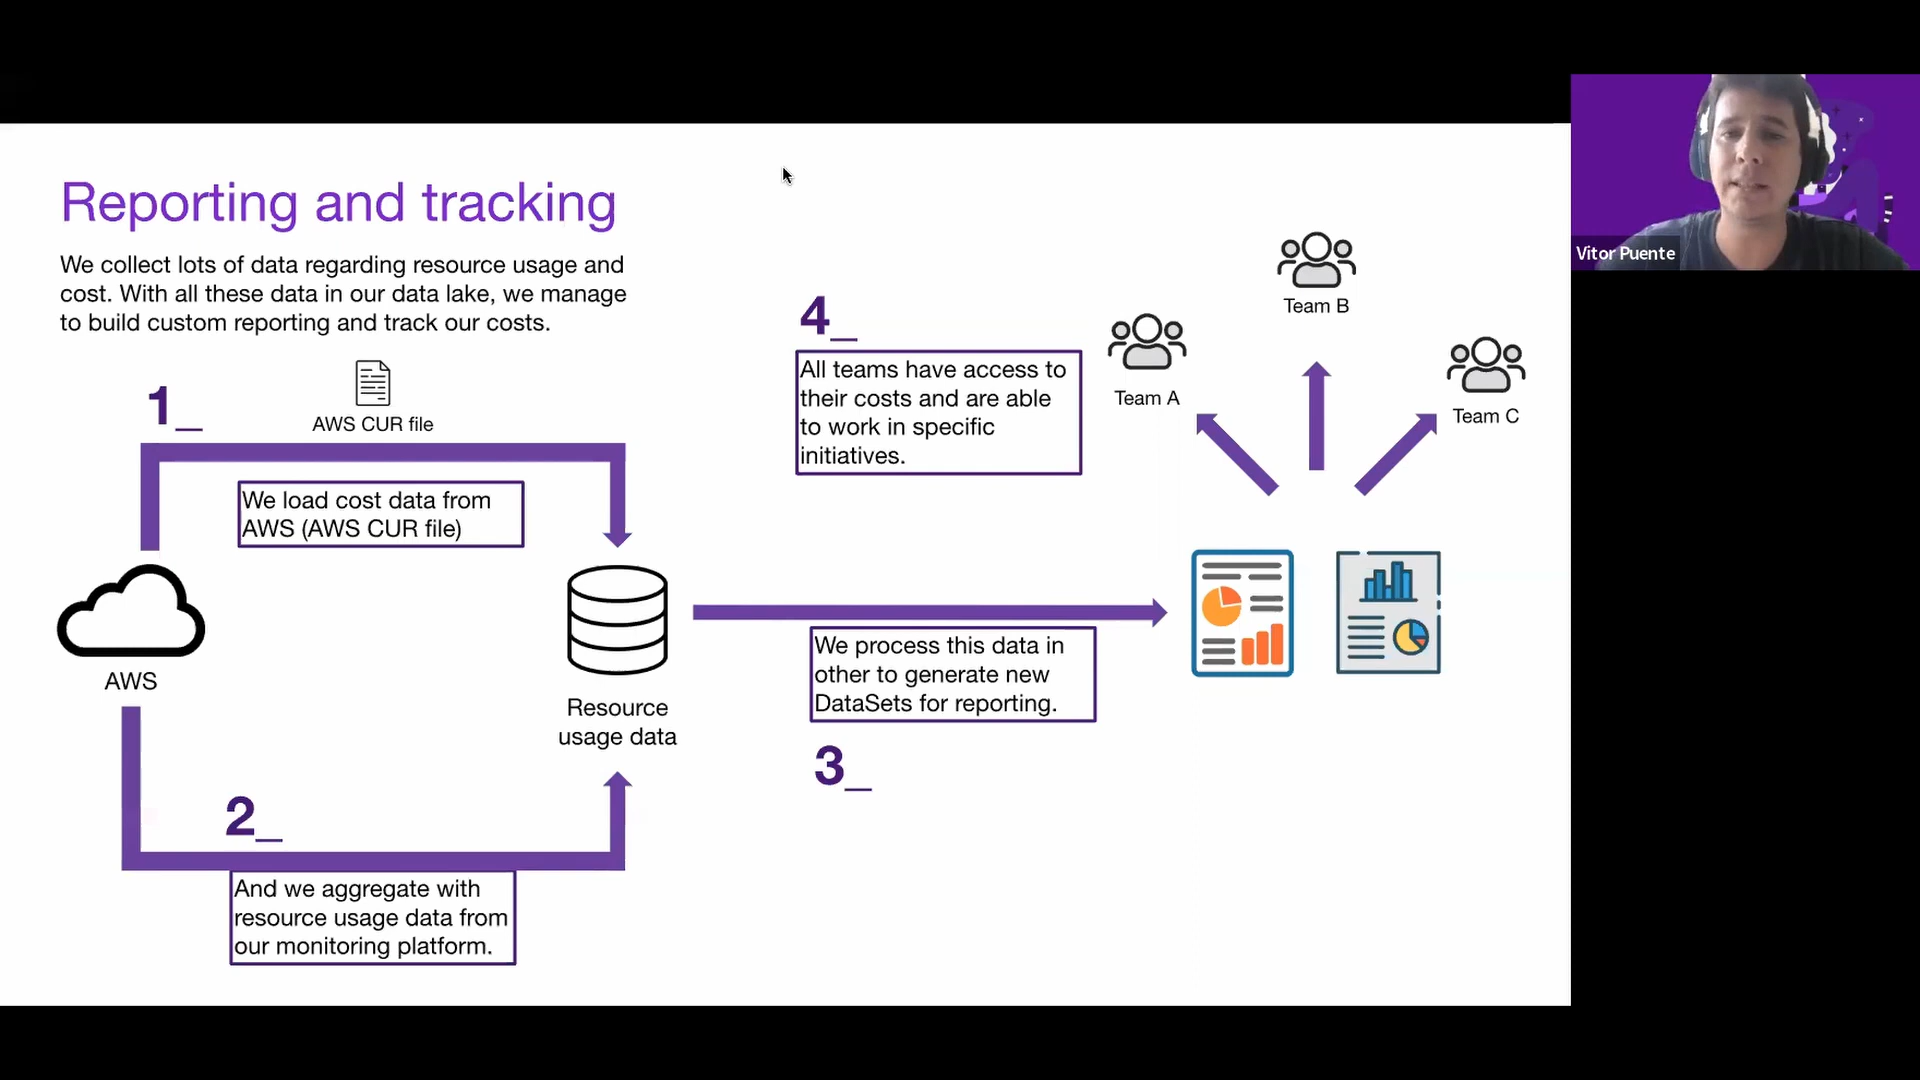 Reporting and tracking
We collect lots of data regarding resource usage and
cost. With all these data in our data lake, we manage
to build custom reporting and track our costs.
1_
AWS CUR file
We load cost data from
AWS (AWS CUR file)
AWS
Resource
usage data
2_
And we aggregate with
resource usage data from
our monitoring platform.
We process this data in
other to generate new
DataSets for reporting.
3_
4_
All teams have access to
their costs and are able
to work in specific
initiatives.
Team A
Team B
Team C
Vitor Puente